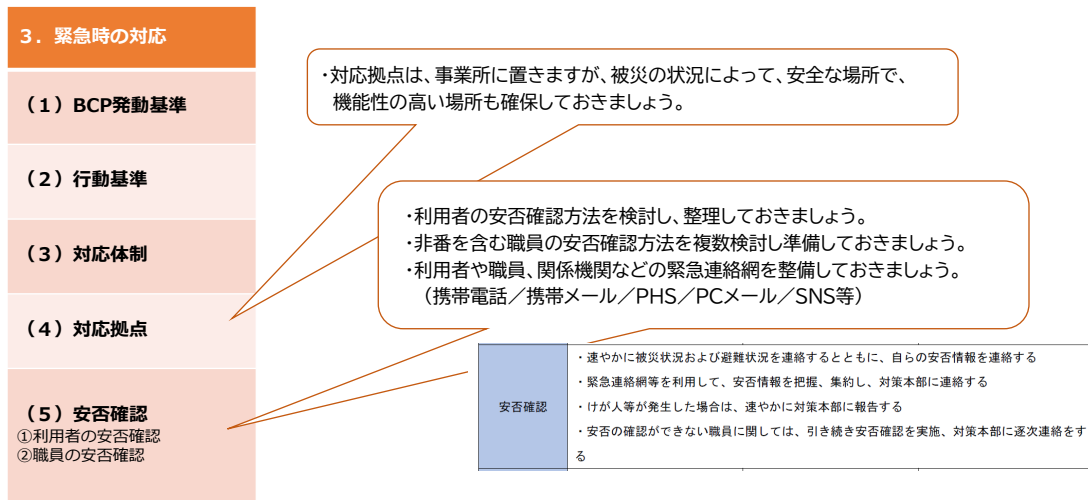 3．緊急時の対応
（1）BCP発動基準
（2）行動基準
（3）対応体制
（4）対応拠点
（5）安否確認
①利用者の安否確認
②職員の安否確認
・対応拠点は、事業所に置きますが、被災の状況によって、安全な場所で、
機能性の高い場所も確保しておきましょう。
・利用者の安否確認方法を検討し、整理しておきましょう。
・非番を含む職員の安否確認方法を複数検討し準備しておきましょう。
・利用者や職員、関係機関などの緊急連絡網を整備しておきましょう。
（携帯電話／携帯メール／PHS／PCメール／SNS等）
安否確認
・速やかに被災状況および避難状況を連絡するとともに、自らの安否情報を連絡する
・緊急連絡網等を利用して、安否情報を把握、集約し、対策本部に連絡する
・けが人等が発生した場合は、速やかに対策本部に報告する
・安否の確認ができない職員に関しては、引き続き安否確認を実施、対策本部に逐次連絡をす
る